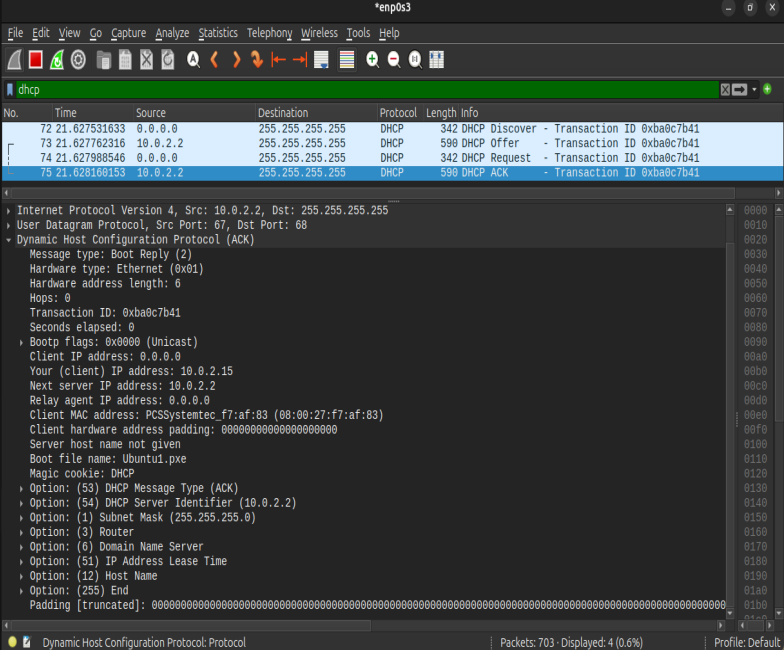 *enp0s3
File Edit View Go Capture Analyze Statistics Telephony Wireless Tools Help
dhcp
No. Time Source Destination Protocol Length Info
72 21.627531633 0.0.0.0 255.255.255.255 DHCP 342 DHCP Discover - Transaction ID 0xba0c7b41
73 21.627762316 10.0.2.2 255.255.255.255 DHCP 590 DHCP Offer - Transaction ID 0xba0c7b41
74 21.627988546 0.0.0.0 255.255.255.255 DHCP 342 DHCP Request - Transaction ID 0xba0c7b41
75 21.628160153 10.0.2.2 255.255.255.255 DHCP 590 DHCP ACK - Transaction ID 0xba0c7b41
Internet Protocol Version 4, Src: 10.0.2.2, Dst: 255.255.255.255
User Datagram Protocol, Src Port: 67, Dst Port: 68
Dynamic Host Configuration Protocol (ACK)
Message type: Boot Reply (2)
Hardware type: Ethernet (0x01)
Hardware address length: 6
Hops: 0
Transaction ID: 0xba0c7b41
Seconds elapsed: 0
Bootp flags: 0x0000 (Unicast)
Client IP address: 0.0.0.0
Your (client) IP address: 10.0.2.15
Next server IP address: 10.0.2.2
Relay agent IP address: 0.0.0.0
Client MAC address: PCSSystemtec_f7:af:83 (08:00:27:f7:af:83)
Client hardware address padding: 00000000000000000000
Server host name not given
Boot file name: Ubuntu1.pxe
Magic cookie: DHCP
Option: (53) DHCP Message Type (ACK)
Option: (54) DHCP Server Identifier (10.0.2.2)
Option: (1) Subnet Mask (255.255.255.0)
Option: (3) Router
Option: (6) Domain Name Server
Option: (51) IP Address Lease Time
Option: (12) Host Name
Option: (255) End
Padding [truncated]: 000000000000000000000000000000000000000000000000000000000000000000000000000000000000000
0000
0010
0020
0030
0040
0050
0060
0070
0080
0090
00a0
00b0
00c0
00d0
00e0
00f0
0100
0110
0120
0130
0140
0150
0160
0170
0180
0190
01a0
01b0
01c0
Dynamic Host Configuration Protocol: Protocol
Packets: 703 · Displayed: 4 (0.6%)
Profile: Default